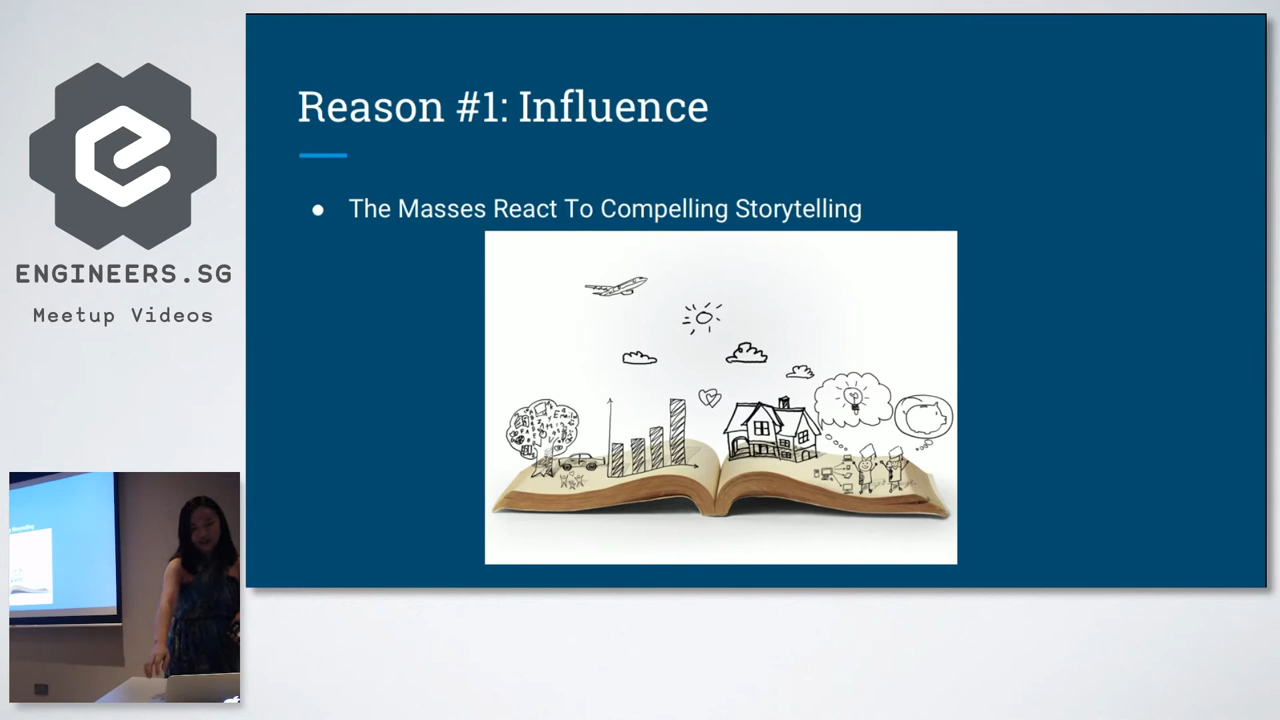 ENGINEERS.SG
Meetup Videos
Reason #1: Influence
● The Masses React To Compelling Storytelling